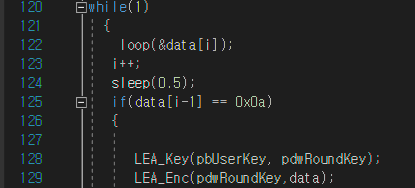 120 while(1)
121 {
122 loop(&data[i]);
123 i++;
124 sleep(0.5);
125 if(data[i-1] == 0x0a)
126 {
127
128 LEA_Key(pbUserKey, pdwRoundKey);
129 LEA_Enc(pdwRoundKey,data);